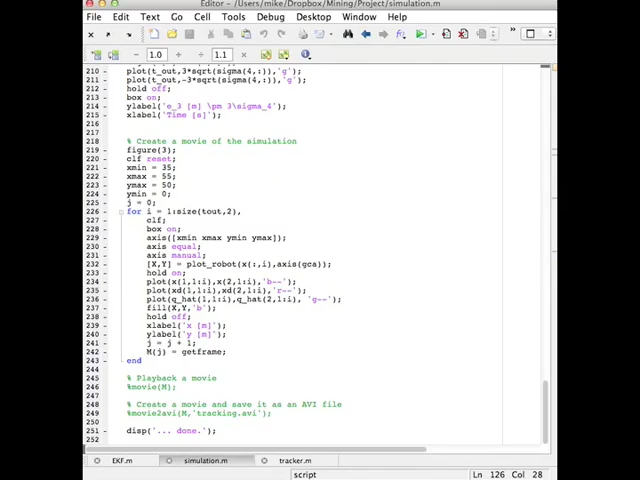 Editor - /Users/mike/Dropbox/Mining/Project/simulation.m
File Edit Text Go Cell Tools Debug Desktop Window Help
1.0 1.1
210 plot(t_out,3*sqrt(sigma(4,:)),'g');
211 plot(t_out,-3*sqrt(sigma(4,:)),'g');
212 hold off;
213 box on;
214 ylabel('e_3 [m] \pm 3\sigma_4');
215 xlabel('Time [s]');
218 % Create a movie of the simulation
219 figure(3);
220 clf reset;
221 xmin = 35;
222 xmax = 55;
223 ymax = 50;
224 ymin = 0;
225 j = 0;
226 for i = 1:size(tout,2),
227 clf;
228 box on;
229 axis([xmin xmax ymin ymax]);
230 axis equal;
231 axis manual;
232 [X,Y] = plot_robot(x(:,i),axis(gca));
233 hold on;
234 plot(x(1,1:i),x(2,1:i),'b--');
235 plot(xd(1,1:i),xd(2,1:i),'r--');
236 plot(q_hat(1,1:i),q_hat(2,1:i), 'g--');
237 fill(X,Y,'b');
238 hold off;
239 xlabel('x [m]');
240 ylabel('y [m]');
241 j = j + 1;
242 M(j) = getframe;
243 end
245 % Playback a movie
246 %movie(M);
248 % Create a movie and save it as an AVI file
249 %movie2avi(M,'tracking.avi');
251 disp('... done.');
252
EKF.m simulation.m tracker.m
script Ln 126 Col 28